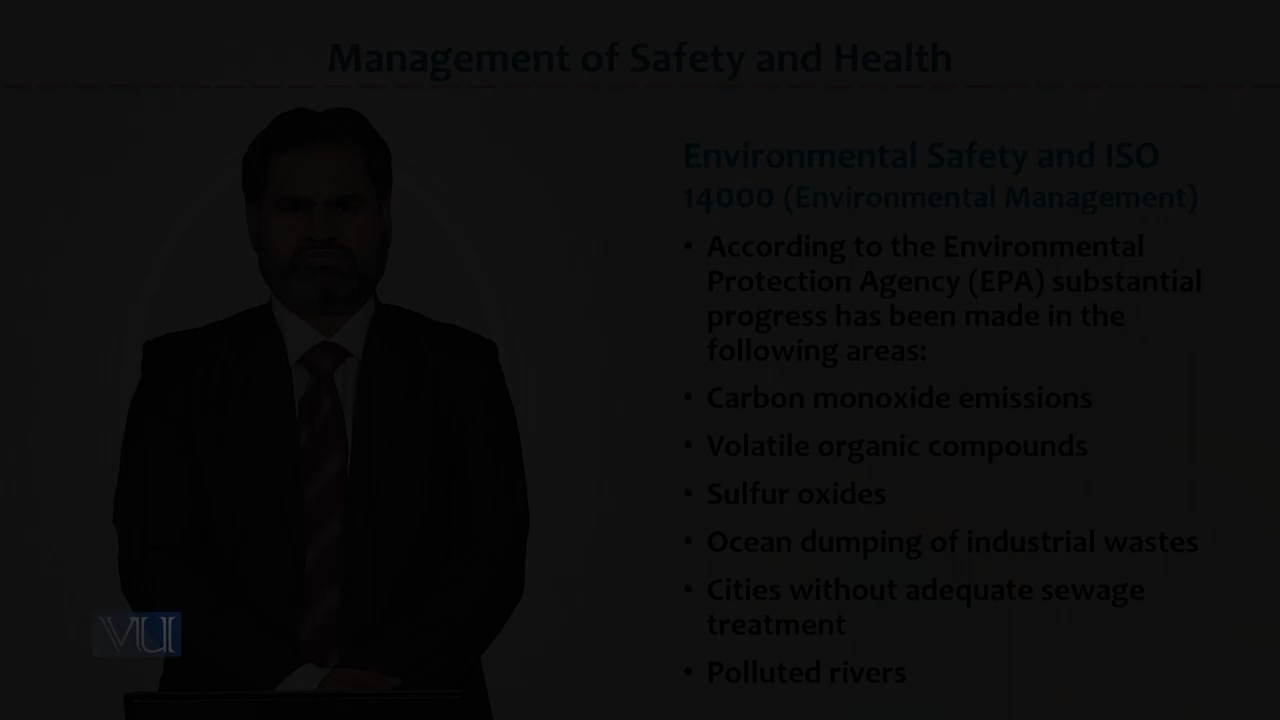 Management of Safety and Health
Environmental Safety and ISO
14000 (Environmental Management)
• According to the Environmental
Protection Agency (EPA) substantial
progress has been made in the
following areas:
• Carbon monoxide emissions
• Volatile organic compounds
• Sulfur oxides
• Ocean dumping of industrial wastes
• Cities without adequate sewage
treatment
• Polluted rivers
VU